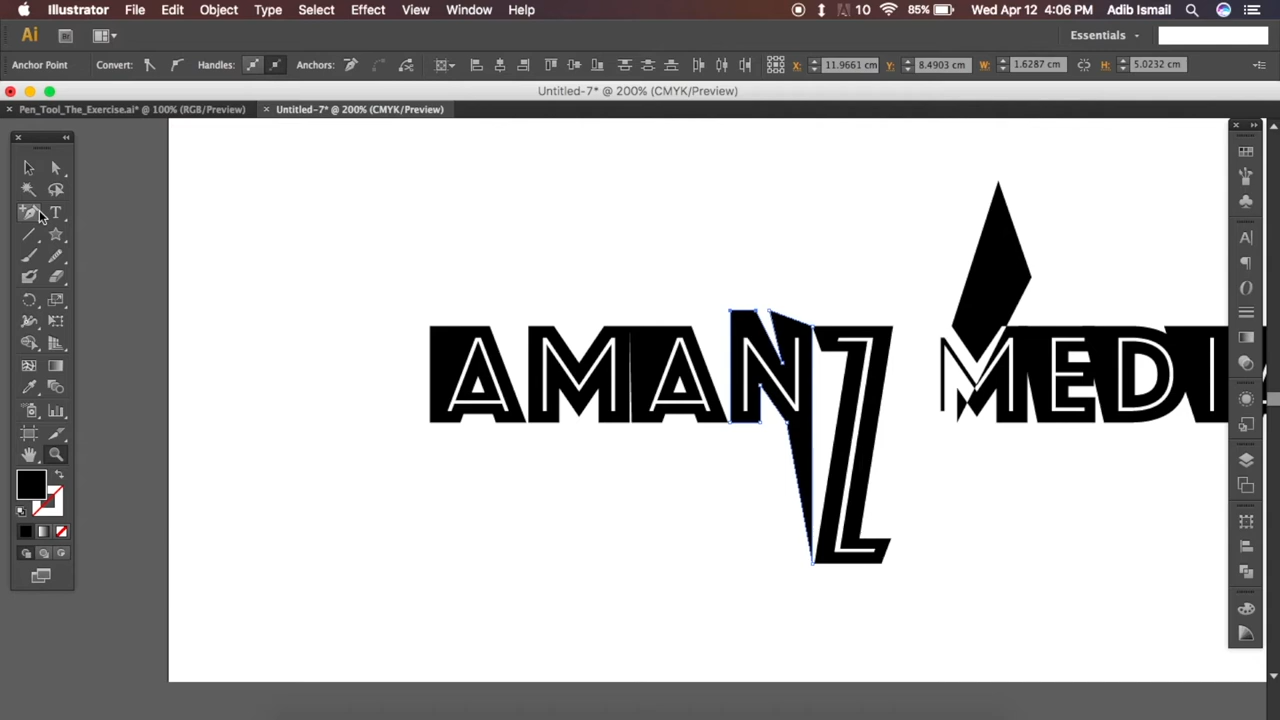 Illustrator File Edit Object Type Select Effect View Window Help 10 85% Wed Apr 12 4:06 PM Adib Ismail
Ai Br Essentials
Anchor Point Convert: Handles: Anchors: X: 11.9661 cm Y: 8.4903 cm W: 1.6287 cm H: 5.0232 cm
Untitled-7* @ 200% (CMYK/Preview)
Pen_Tool_The_Exercise.ai* @ 100% (RGB/Preview) Untitled-7* @ 200% (CMYK/Preview)
AMANZ MEDI